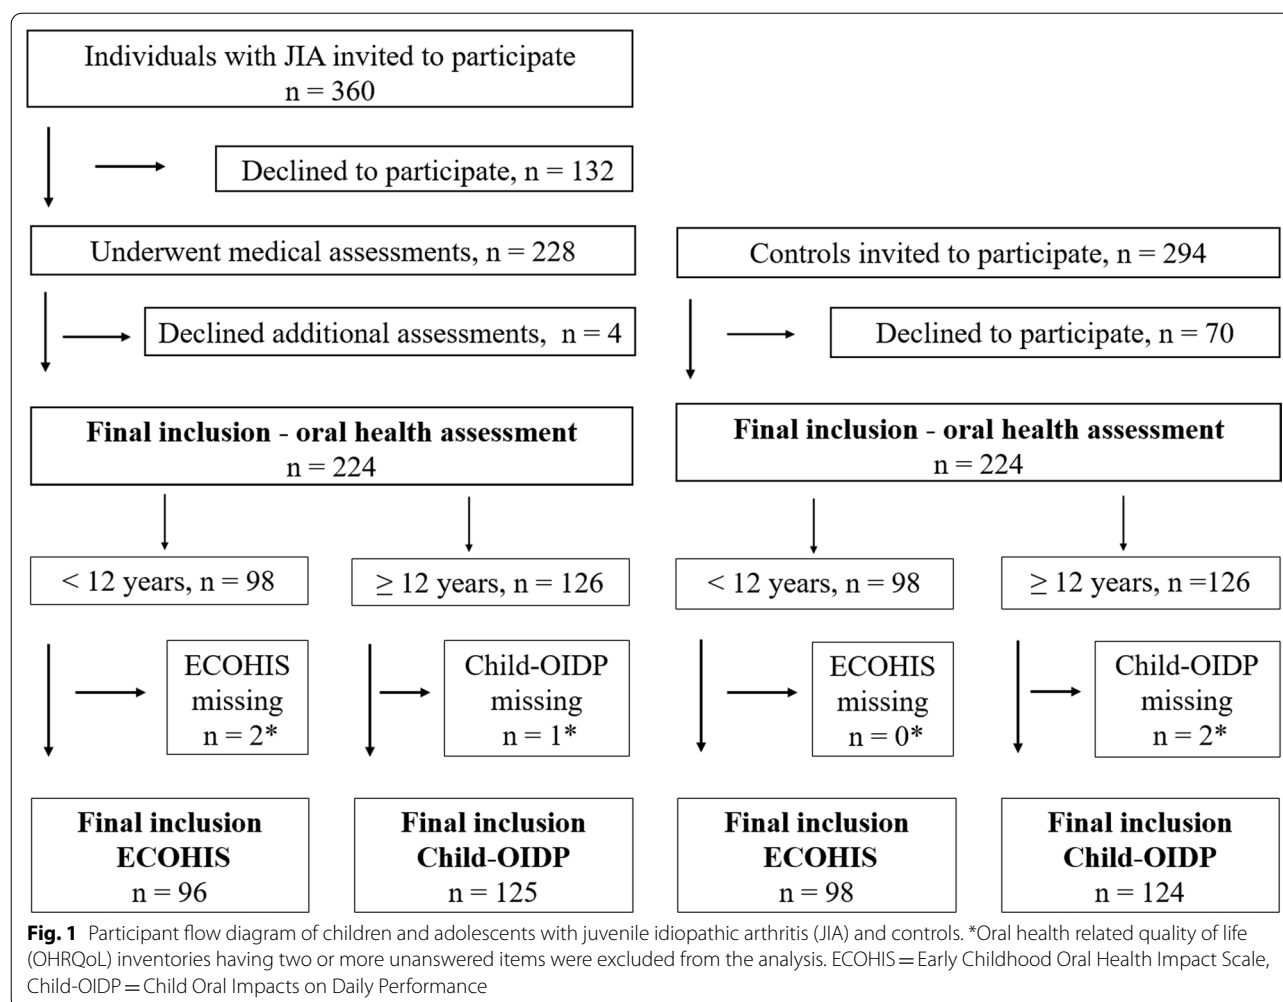 Individuals with JIA invited to participate
n = 360
Declined to participate, n = 132
Underwent medical assessments, n = 228
Declined additional assessments,  n = 4
Final inclusion - oral health assessment
n = 224
< 12 years, n = 98
≥ 12 years, n = 126
ECOHIS
missing
n = 2*
Child-OIDP
missing
n = 1*
Final inclusion
ECOHIS
n = 96
Final inclusion
Child-OIDP
n = 125
Controls invited to participate, n = 294
Declined to participate, n = 70
Final inclusion - oral health assessment
n = 224
< 12 years, n = 98
≥ 12 years, n =126
ECOHIS
missing
n = 0*
Child-OIDP
missing
n = 2*
Final inclusion
ECOHIS
n = 98
Final inclusion
Child-OIDP
n = 124
Fig. 1 Participant flow diagram of children and adolescents with juvenile idiopathic arthritis (JIA) and controls. *Oral health related quality of life
(OHRQoL) inventories having two or more unanswered items were excluded from the analysis. ECOHIS = Early Childhood Oral Health Impact Scale,
Child-OIDP = Child Oral Impacts on Daily Performance